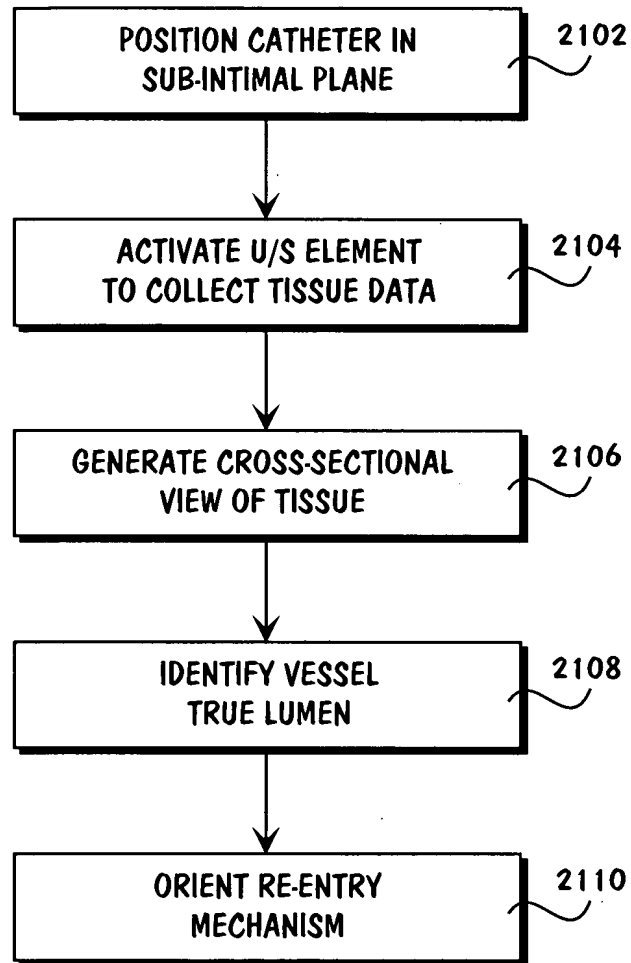 POSITION CATHETER IN
SUB-INTIMAL PLANE
2102
ACTIVATE U/S ELEMENT
TO COLLECT TISSUE DATA
2104
GENERATE CROSS-SECTIONAL
VIEW OF TISSUE
2106
IDENTIFY VESSEL
TRUE LUMEN
2108
ORIENT RE-ENTRY
MECHANISM
2110